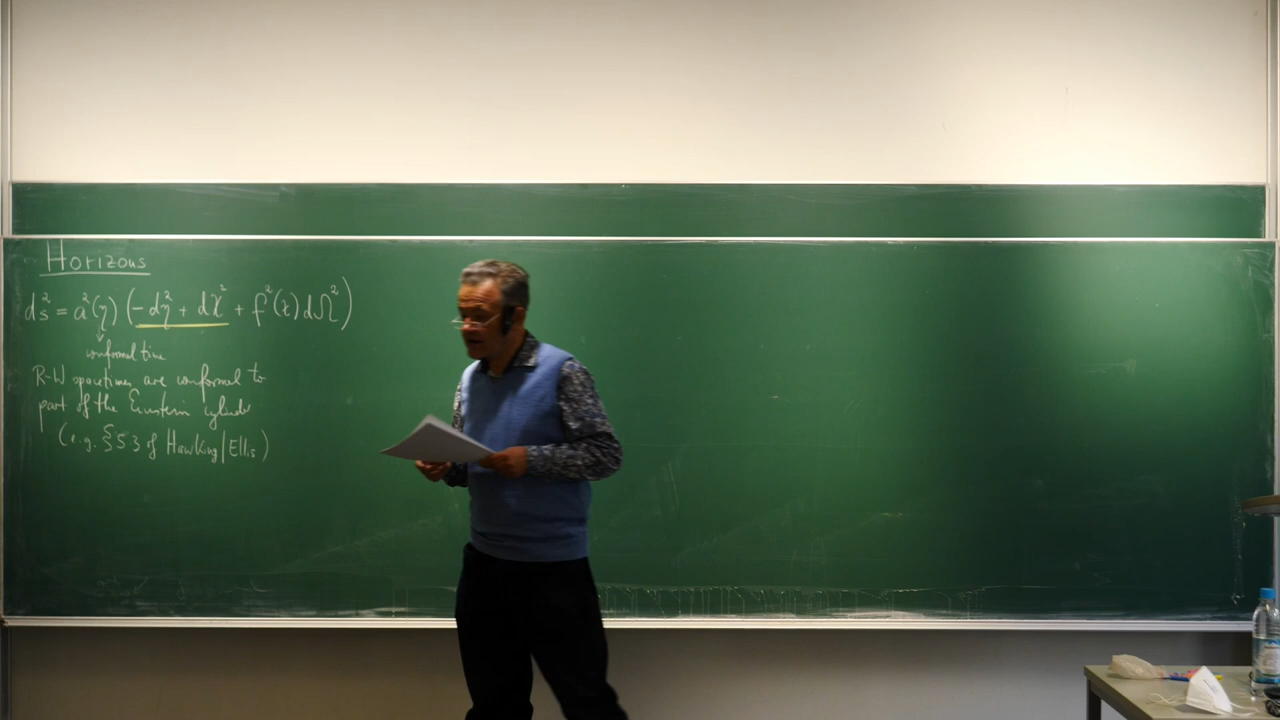 Horizons
ds² = a²(η) (-dη² + dχ² + f²(χ)dΩ²)
conformal time
R-W spacetimes are conformal to
part of the Einstein cylinder
(e.g. §5.3 of Hawking/Ellis)